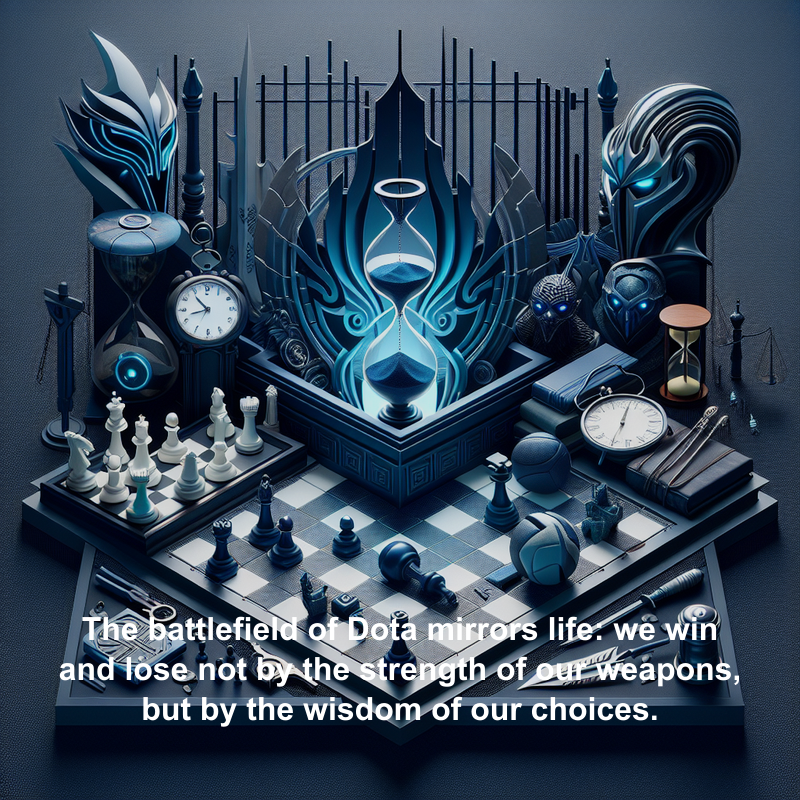 The battlefield of Dota mirrors life: we win
and lose not by the strength of our weapons,
but by the wisdom of our choices.